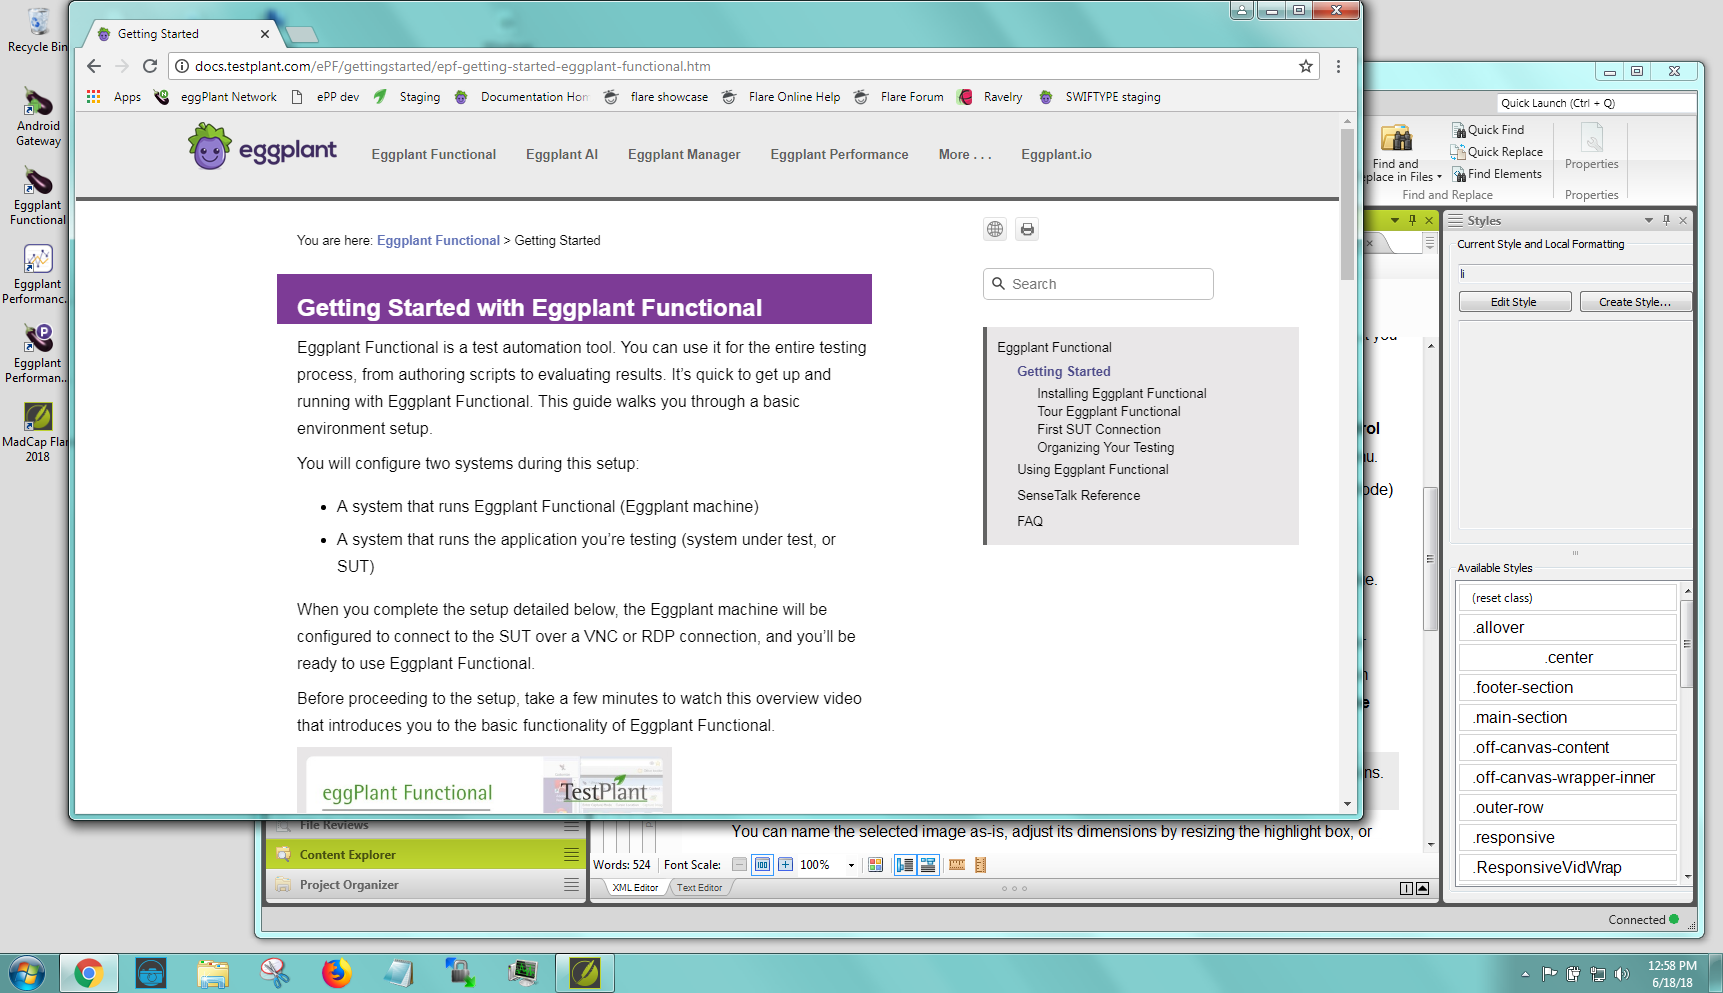 Recycle Bin
Android
Gateway
Eggplant
Functional
Eggplant
Performanc...
Eggplant
Performan...
MadCap Flar
2018
Getting Started
docs.testplant.com/ePF/gettingstarted/epf-getting-started-eggplant-functional.htm
Apps
eggPlant Network
ePP dev
Staging
Documentation Hom
flare showcase
Flare Online Help
Flare Forum
Ravelry
SWIFTYPE staging
eggplant
Eggplant Functional
Eggplant AI
Eggplant Manager
Eggplant Performance
More . . .
Eggplant.io
You are here: Eggplant Functional > Getting Started
Getting Started with Eggplant Functional
Eggplant Functional is a test automation tool. You can use it for the entire testing
process, from authoring scripts to evaluating results. It’s quick to get up and
running with Eggplant Functional. This guide walks you through a basic
environment setup.
You will configure two systems during this setup:
• A system that runs Eggplant Functional (Eggplant machine)
• A system that runs the application you’re testing (system under test, or
SUT)
When you complete the setup detailed below, the Eggplant machine will be
configured to connect to the SUT over a VNC or RDP connection, and you’ll be
ready to use Eggplant Functional.
Before proceeding to the setup, take a few minutes to watch this overview video
that introduces you to the basic functionality of Eggplant Functional.
eggPlant Functional
TestPlant
Search
Eggplant Functional
Getting Started
Installing Eggplant Functional
Tour Eggplant Functional
First SUT Connection
Organizing Your Testing
Using Eggplant Functional
SenseTalk Reference
FAQ
Quick Launch (Ctrl + Q)
Find and
place in Files
Quick Find
Quick Replace
Find Elements
Find and Replace
Properties
Properties
Styles
Current Style and Local Formatting
li
Edit Style
Create Style...
you
rol
nu.
ode)
e.
n
e
ns.
Available Styles
(reset class)
.allover
.center
.footer-section
.main-section
.off-canvas-content
.off-canvas-wrapper-inner
.outer-row
.responsive
.ResponsiveVidWrap
File Reviews
Content Explorer
Project Organizer
You can name the selected image as-is, adjust its dimensions by resizing the highlight box, or
Words: 524
Font Scale:
100%
XML Editor
Text Editor
Connected
12:58 PM
6/18/18